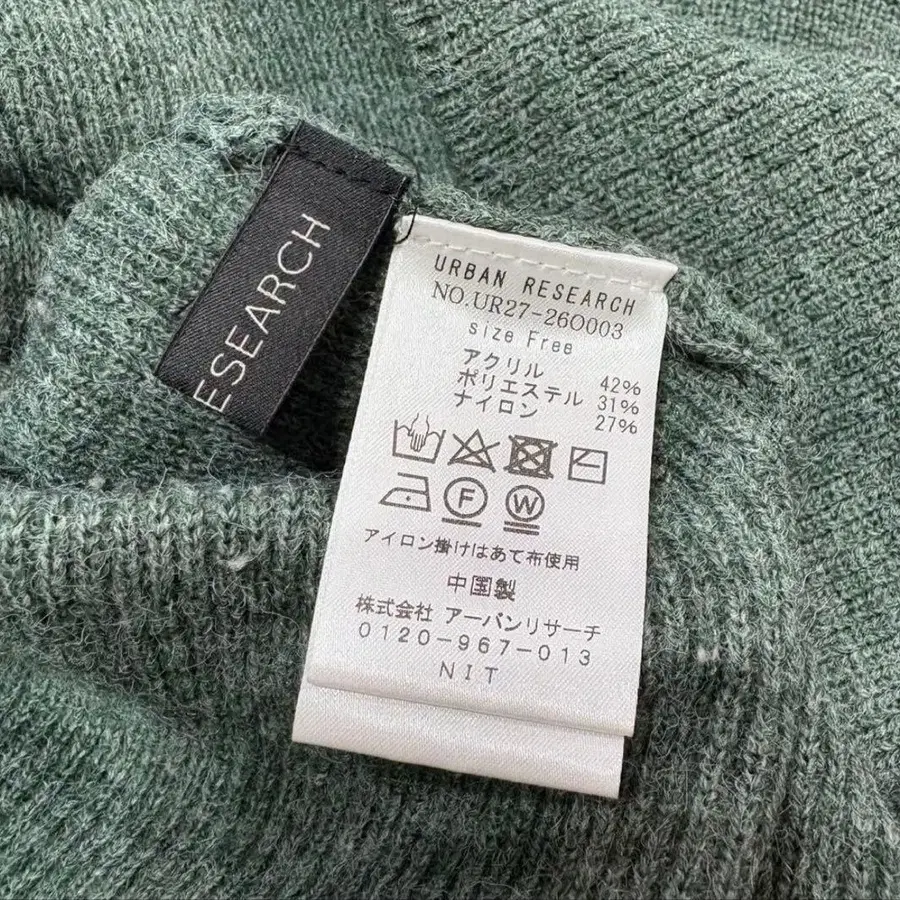 ESEARCH
URBAN RESEARCH
NO.UR27-26O003
Size Free
アクリル 42%
ポリエステル 31%
ナイロン 27%
F W
アイロン掛けはあて布使用
中国製
株式会社 アーバンリサーチ
0120-967-013
NIT